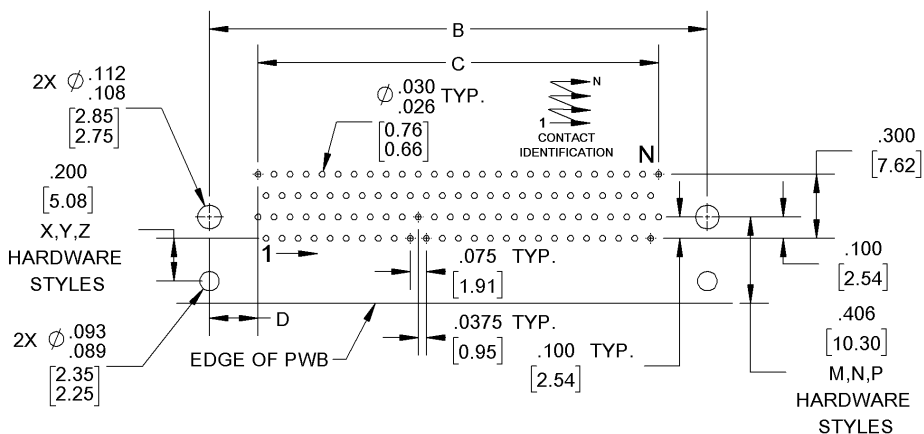 B
C
2X Ø .112
.108
[2.85]
[2.75]
Ø .030 TYP.
.026
[0.76]
[0.66]
N
1
CONTACT
IDENTIFICATION
N
.300
[7.62]
.200
[5.08]
X,Y,Z
HARDWARE
STYLES
1
.075 TYP.
[1.91]
.100
[2.54]
D
2X Ø .093
.089
[2.35]
[2.25]
EDGE OF PWB
.0375 TYP.
[0.95]
.100 TYP.
[2.54]
.406
[10.30]
M,N,P
HARDWARE
STYLES